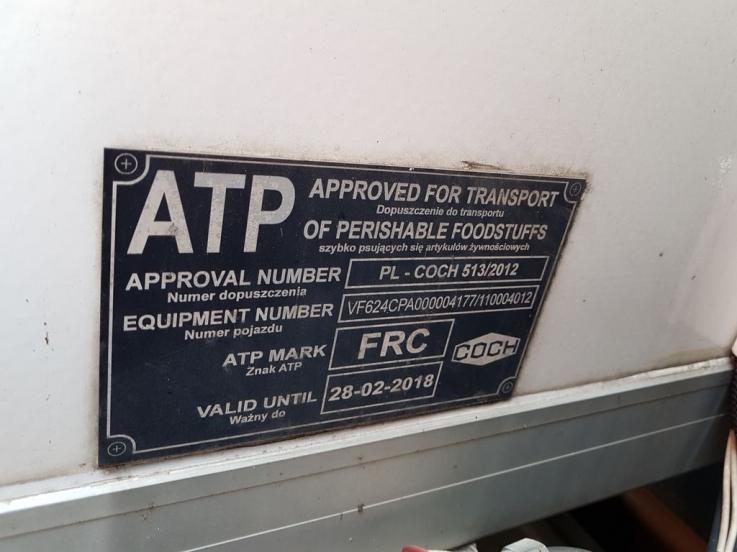 ATP
APPROVED FOR TRANSPORT
Dopuszczenie do transportu
OF PERISHABLE FOODSTUFFS
szybko psujących się artykułów żywnościowych
APPROVAL NUMBER PL - COCH 513/2012
Numer dopuszczenia
EQUIPMENT NUMBER VF624CPA000004177/110004012
Numer pojazdu
ATP MARK FRC
Znak ATP
COCH
VALID UNTIL 28-02-2018
Ważny do